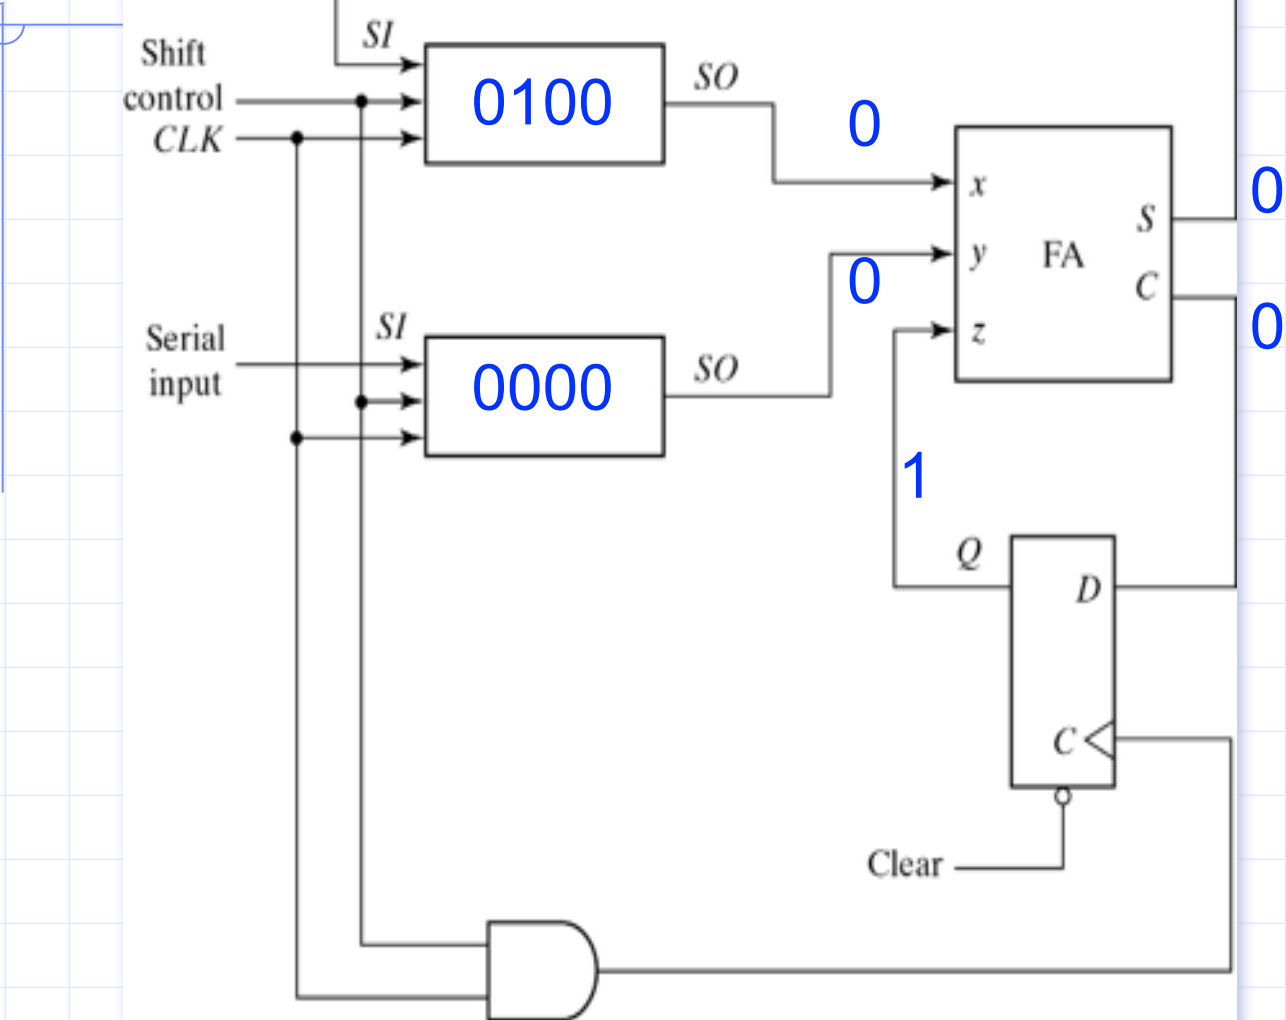 SI
Shift
control
CLK
0100
SO
0
x
y
z
FA
S
C
0
0
0
Serial
input
SI
0000
SO
1
Q
D
C
Clear